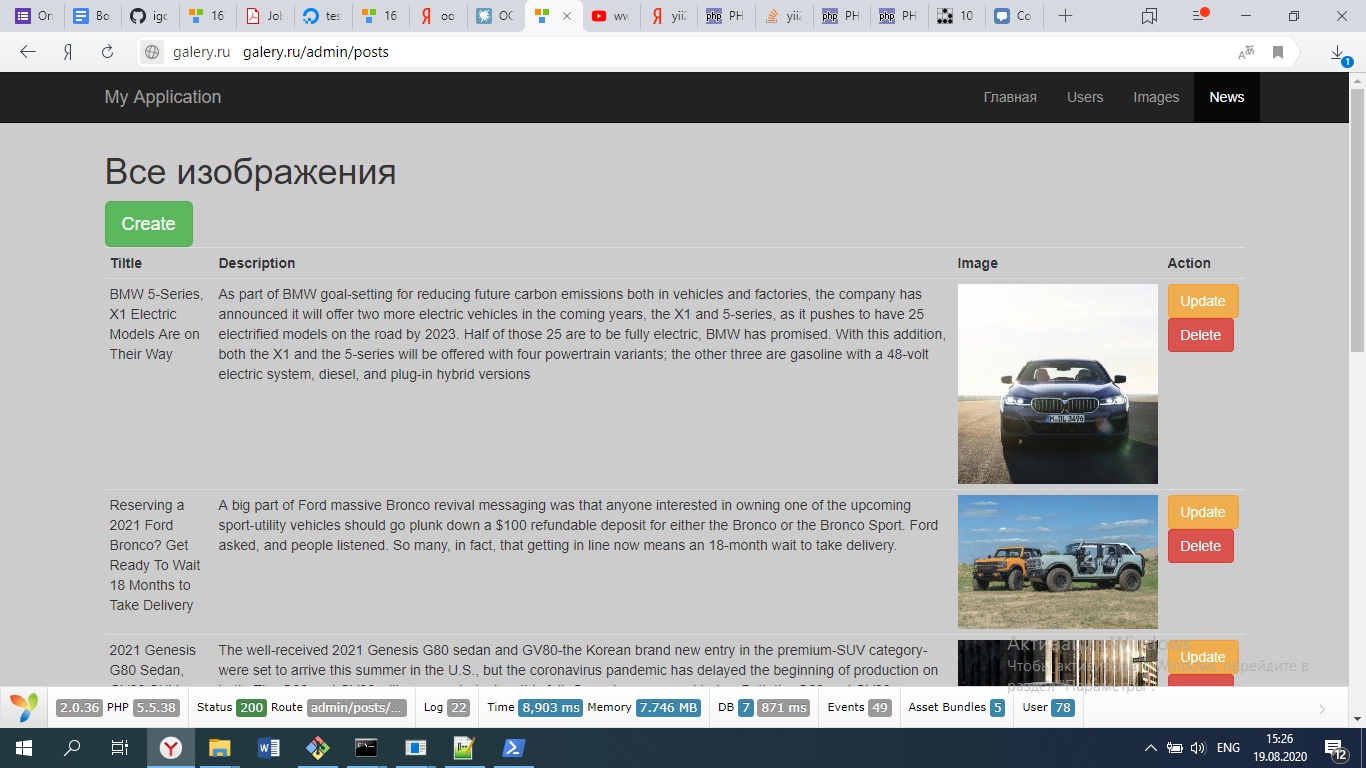 On
Bo
igc
16
Jol
tes
16
oo
OC
wv
yii2
PH
yii2
PH
PH
10
Co
galery.ru galery.ru/admin/posts
1
My Application
Главная Users Images News
Все изображения
Create
Tiltle Description Image Action
BMW 5-Series,
X1 Electric
Models Are on
Their Way
As part of BMW goal-setting for reducing future carbon emissions both in vehicles and factories, the company has
announced it will offer two more electric vehicles in the coming years, the X1 and 5-series, as it pushes to have 25
electrified models on the road by 2023. Half of those 25 are to be fully electric, BMW has promised. With this addition,
both the X1 and the 5-series will be offered with four powertrain variants; the other three are gasoline with a 48-volt
electric system, diesel, and plug-in hybrid versions
M·DL 3496
Update
Delete
Reserving a
2021 Ford
Bronco? Get
Ready To Wait
18 Months to
Take Delivery
A big part of Ford massive Bronco revival messaging was that anyone interested in owning one of the upcoming
sport-utility vehicles should go plunk down a $100 refundable deposit for either the Bronco or the Bronco Sport. Ford
asked, and people listened. So many, in fact, that getting in line now means an 18-month wait to take delivery.
Update
Delete
2021 Genesis
G80 Sedan,
The well-received 2021 Genesis G80 sedan and GV80-the Korean brand new entry in the premium-SUV category-
were set to arrive this summer in the U.S., but the coronavirus pandemic has delayed the beginning of production on
Update
Активация Windows
Чтобы активировать Windows, перейдите в
раздел "Параметры".
2.0.36 PHP 5.5.38 Status 200 Route admin/posts/... Log 22 Time 8,903 ms Memory 7.746 MB DB 7 871 ms Events 49 Asset Bundles 5 User 78
ENG
15:26
19.08.2020
12